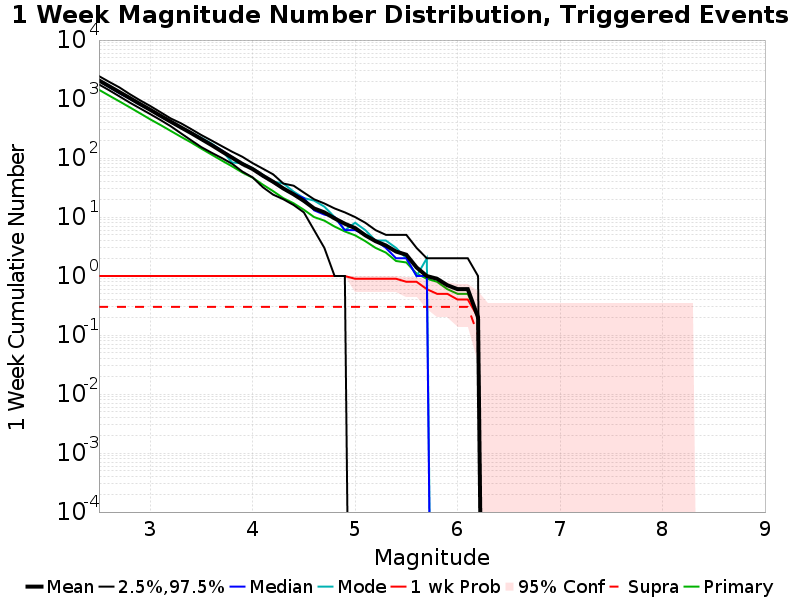 1 Week Magnitude Number Distribution, Triggered Events
1 Week Cumulative Number
10^4
10^3
10^2
10^1
10^0
10^-1
10^-2
10^-3
10^-4
3 4 5 6 7 8 9
Magnitude
Mean 2.5%,97.5% Median Mode 1 wk Prob 95% Conf Supra Primary